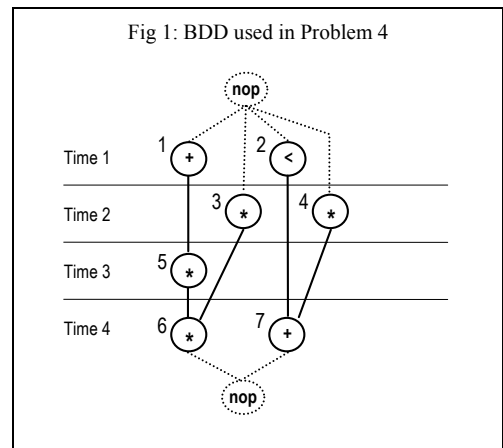 Fig 1: BDD used in Problem 4
nop
1 + 2 <
Time 1
3 * 4 *
Time 2
5 *
Time 3
6 * 7 +
Time 4
nop